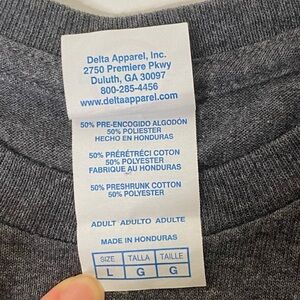 Delta Apparel, Inc.
2750 Premiere Pkwy
Duluth, GA 30097
800-285-4456
www.deltaapparel.com
50% PRE-ENCOGIDO ALGODÓN
50% POLIESTER
HECHO EN HONDURAS
50% PRÉRÉTRÉCI COTON
50% POLYESTER
FABRIQUE AU HONDURAS
50% PRESHRUNK COTTON
50% POLYESTER
ADULT ADULTO ADULTE
MADE IN HONDURAS
SIZE TALLA TAILLE
L G G